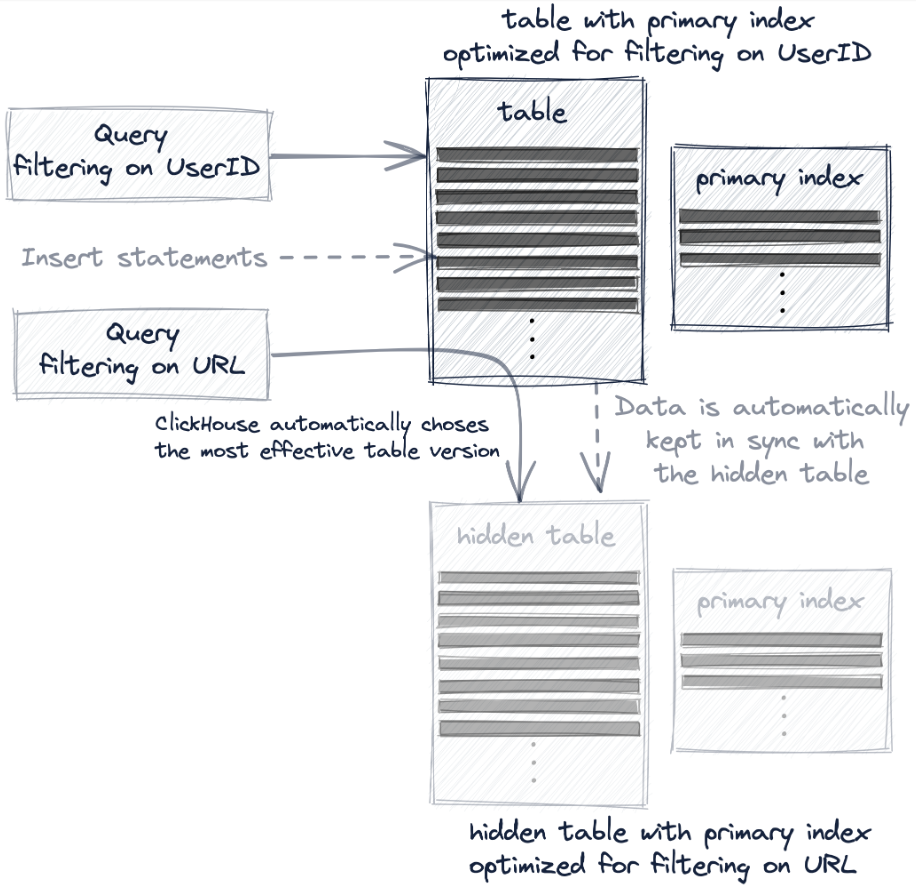 table with primary index
optimized for filtering on UserID
table
Query
filtering on UserID
primary index
Insert statements
Query
filtering on URL
ClickHouse automatically choses
the most effective table version
Data is automatically
kept in sync with
the hidden table
hidden table
primary index
hidden table with primary index
optimized for filtering on URL